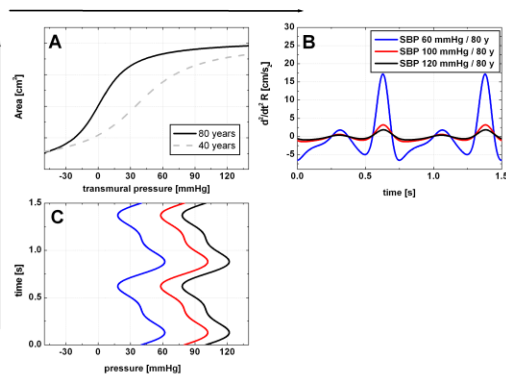 A
Area [cm²]
80 years
40 years
-30 0 30 60 90 120
transmural pressure [mmHg]
B
SBP 60 mmHg / 80 y
SBP 100 mmHg / 80 y
SBP 120 mmHg / 80 y
d²/dt² R [cm/s₂]
30
25
20
15
10
5
0
-5
0.0 0.5 1.0 1.5
time [s]
C
time [s]
1.5
1.0
0.5
0.0
-30 0 30 60 90 120
pressure [mmHg]